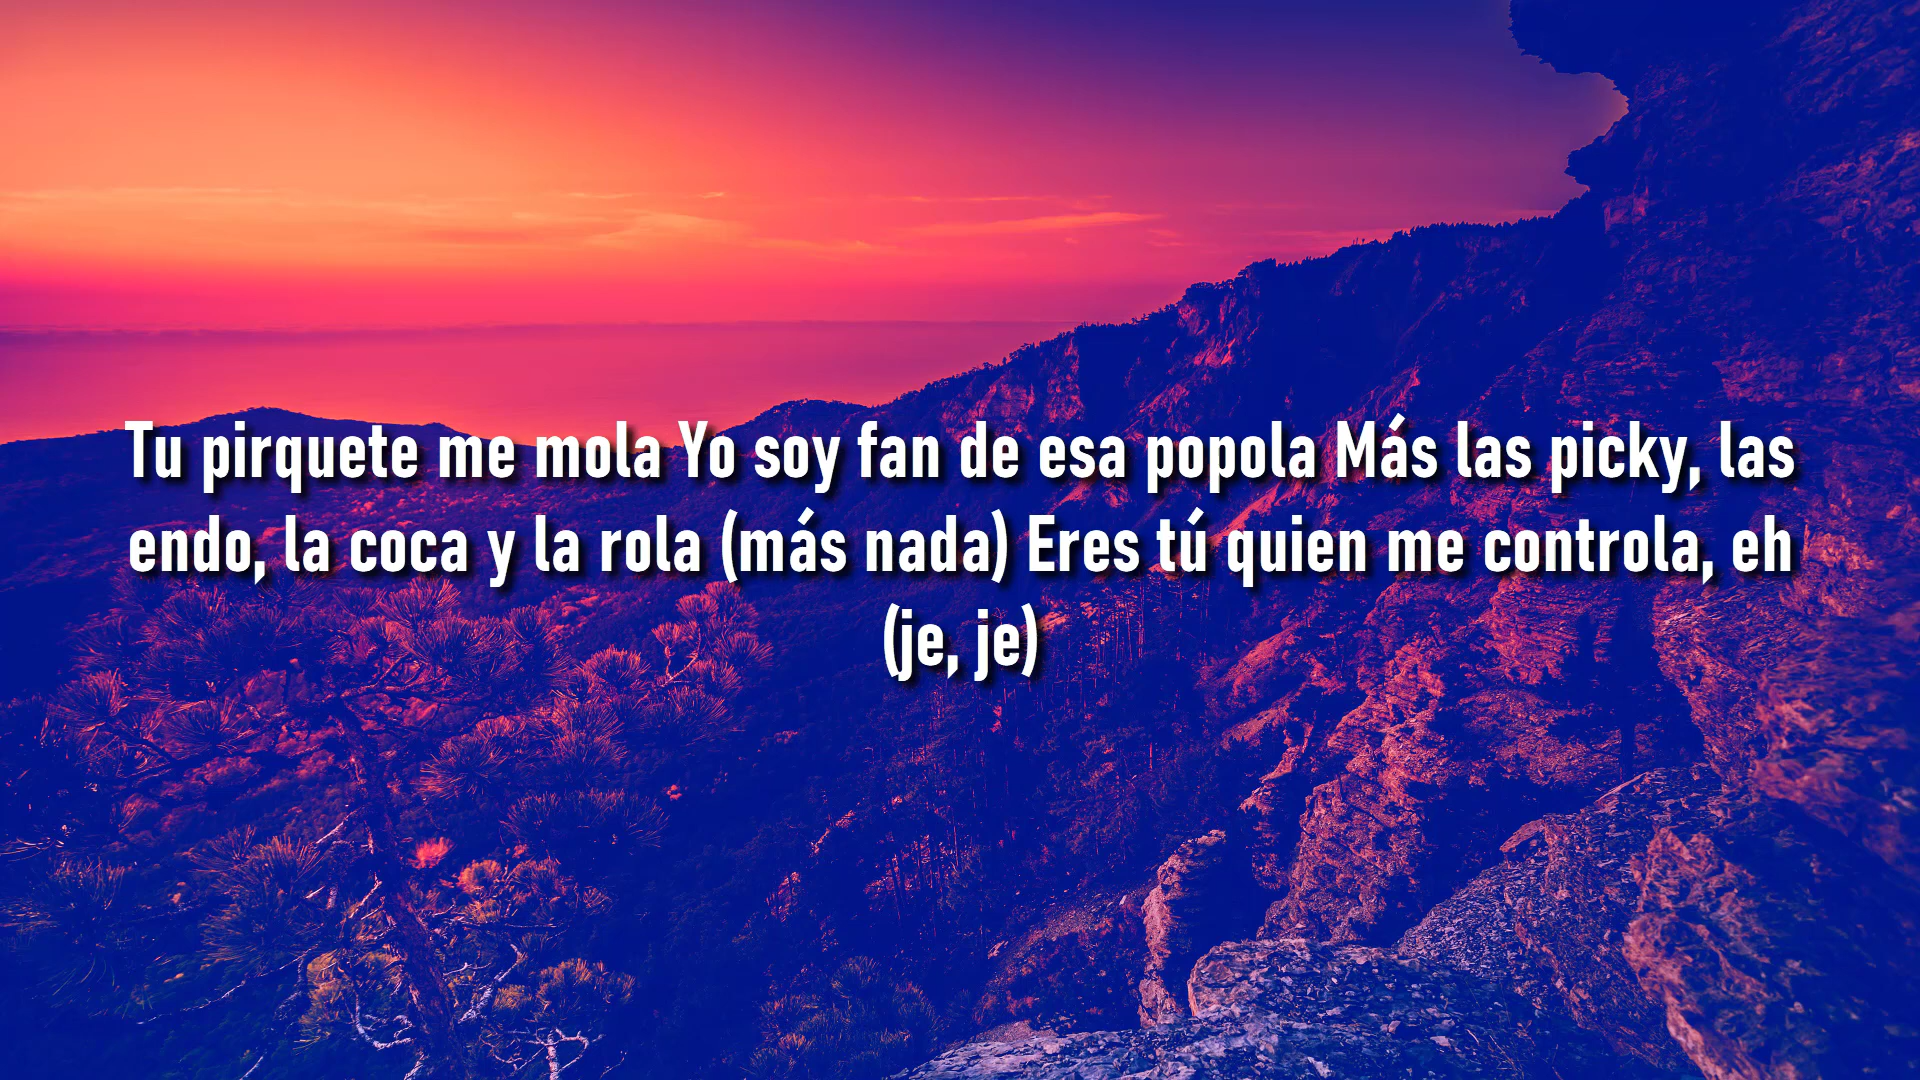 Tu pirquete me mola Yo soy fan de esa popola Más las picky, las
endo, la coca y la rola (más nada) Eres tú quien me controla, eh
(je, je)